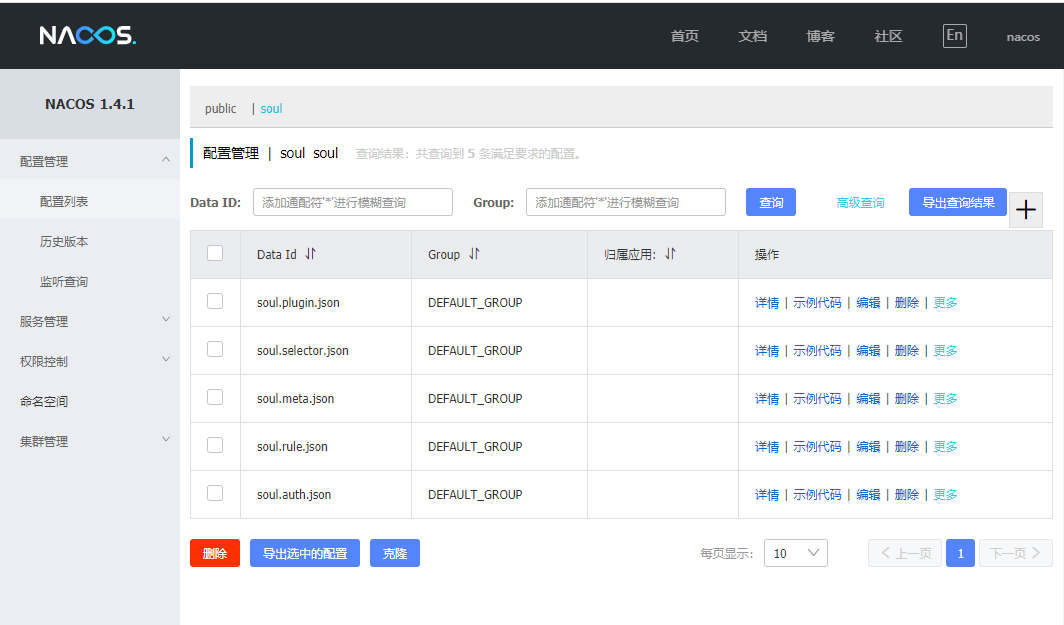 NACOS. 首页 文档 博客 社区 En nacos
NACOS 1.4.1
配置管理
配置列表
历史版本
监听查询
服务管理
权限控制
命名空间
集群管理
public | soul
配置管理 | soul soul 查询结果：共查询到 5 条满足要求的配置。
Data ID: 添加通配符'*'进行模糊查询 Group: 添加通配符'*'进行模糊查询 查询 高级查询 导出查询结果 +
Data Id Group 归属应用: 操作
soul.plugin.json DEFAULT_GROUP 详情 | 示例代码 | 编辑 | 删除 | 更多
soul.selector.json DEFAULT_GROUP 详情 | 示例代码 | 编辑 | 删除 | 更多
soul.meta.json DEFAULT_GROUP 详情 | 示例代码 | 编辑 | 删除 | 更多
soul.rule.json DEFAULT_GROUP 详情 | 示例代码 | 编辑 | 删除 | 更多
soul.auth.json DEFAULT_GROUP 详情 | 示例代码 | 编辑 | 删除 | 更多
删除 导出选中的配置 克隆 每页显示: 10 上一页 1 下一页